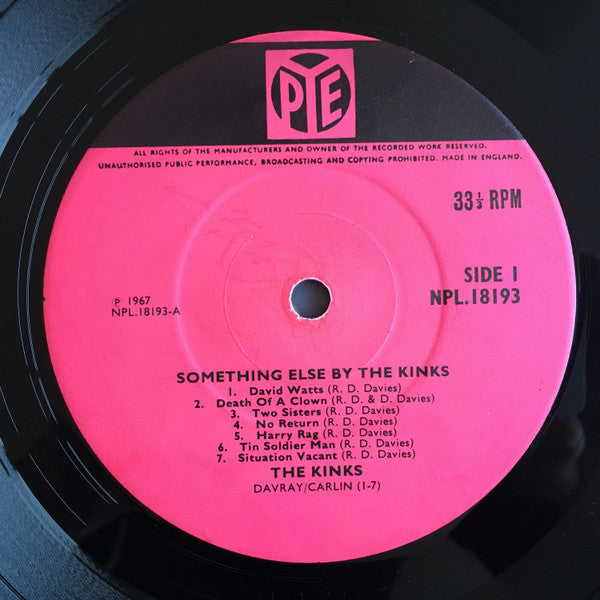 PYE
ALL RIGHTS OF THE MANUFACTURERS AND OWNER OF THE RECORDED WORK RESERVED.
UNAUTHORISED PUBLIC PERFORMANCE, BROADCASTING AND COPYING PROHIBITED. MADE IN ENGLAND.
33⅓ RPM
SIDE 1
NPL.18193
℗ 1967
NPL.18193-A
SOMETHING ELSE BY THE KINKS
1. David Watts (R. D. Davies)
2. Death Of A Clown (R. D. & D. Davies)
3. Two Sisters (R. D. Davies)
4. No Return (R. D. Davies)
5. Harry Rag (R. D. Davies)
6. Tin Soldier Man (R. D. Davies)
7. Situation Vacant (R. D. Davies)
THE KINKS
DAVRAY/CARLIN (1-7)